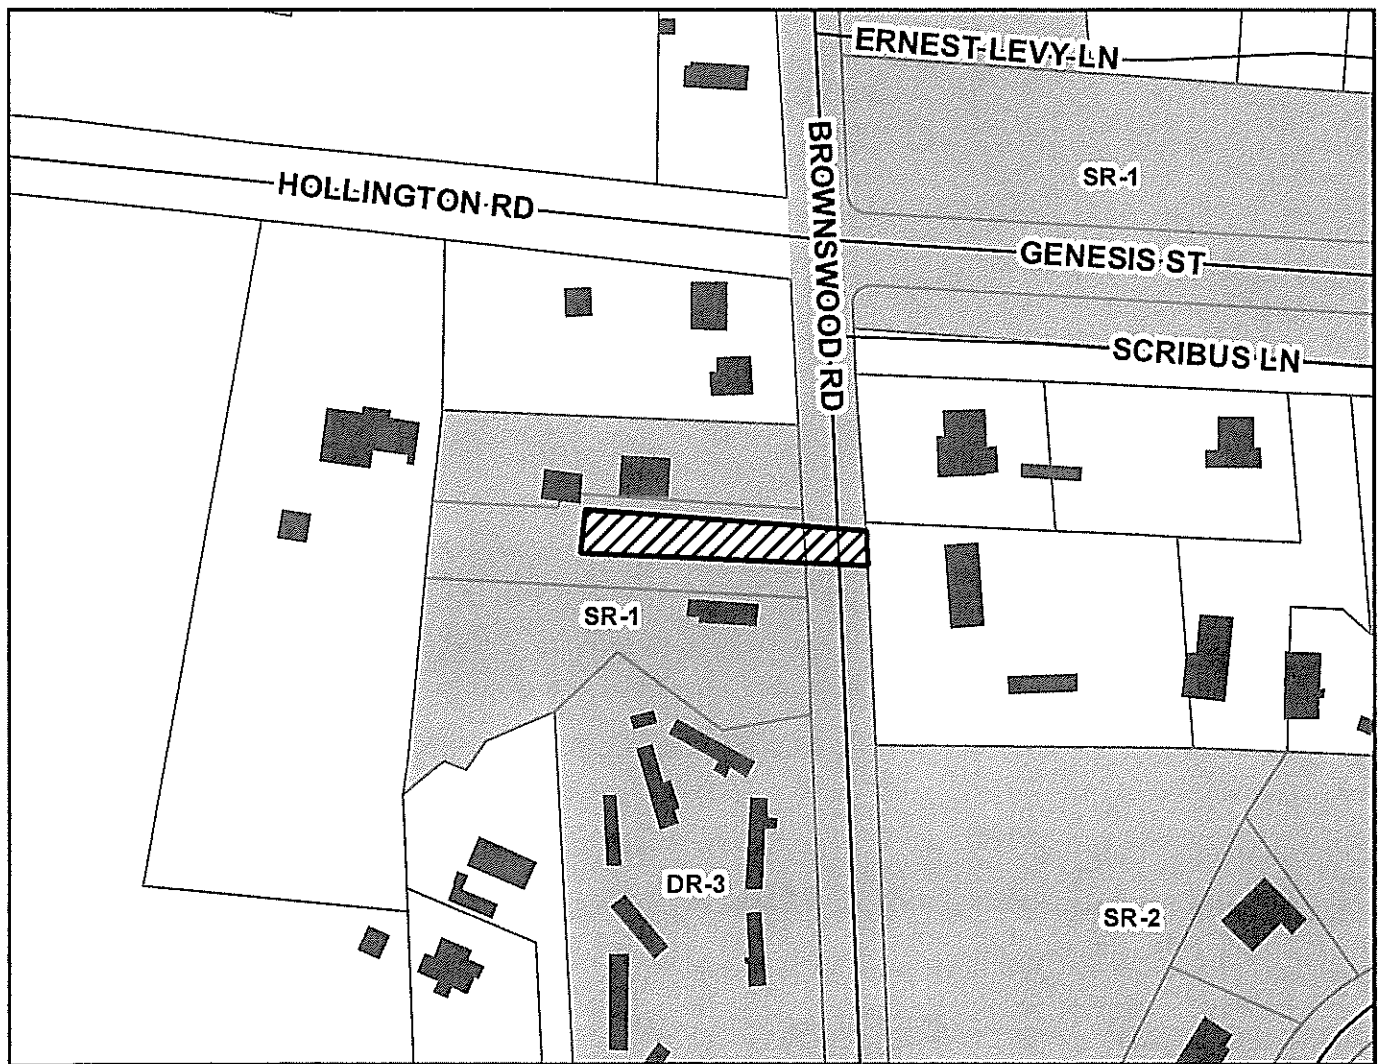 ERNEST LEVY LN
BROWNSWOOD RD
SR-1
HOLLINGTON RD
GENESIS ST
SCRIBUS LN
SR-1
DR-3
SR-2